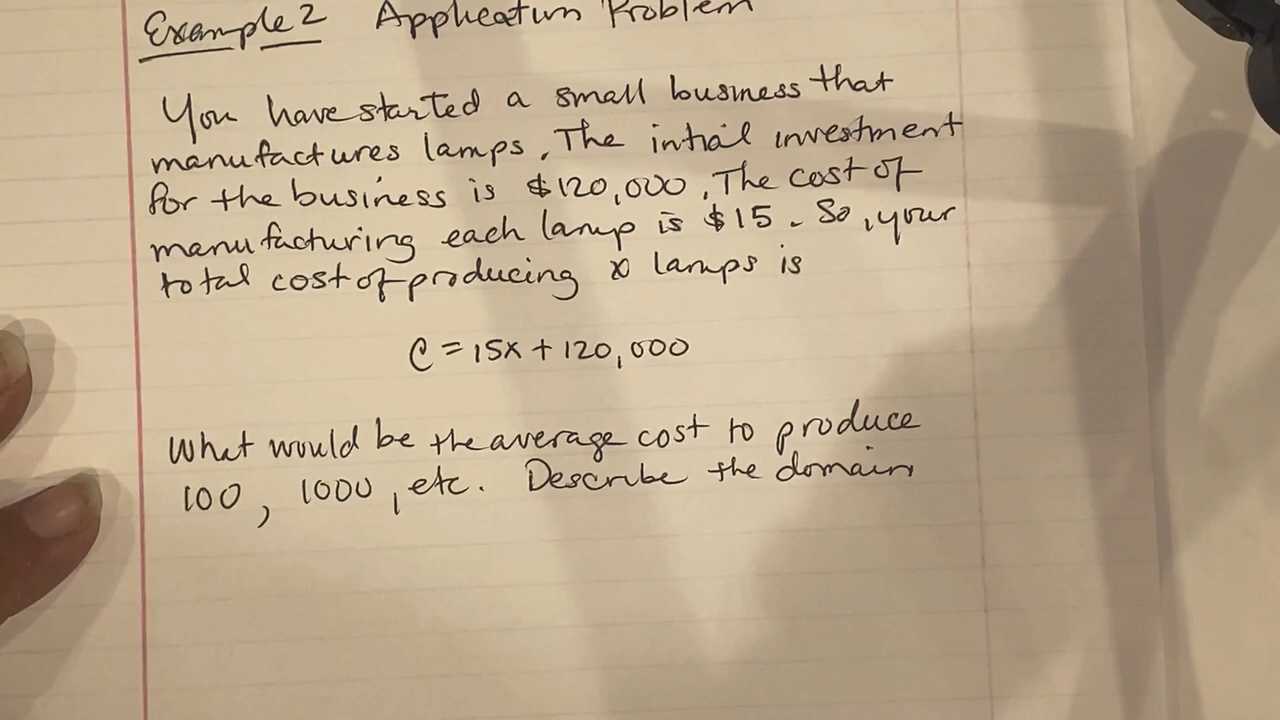 Example 2 Application Problem
You have started a small business that
manufactures lamps. The intial investment
for the business is $120,000. The cost of
manufacturing each lamp is $15. So, your
total cost of producing x lamps is
C = 15x + 120,000
What would be the average cost to produce
100, 1000, etc. Describe the domain